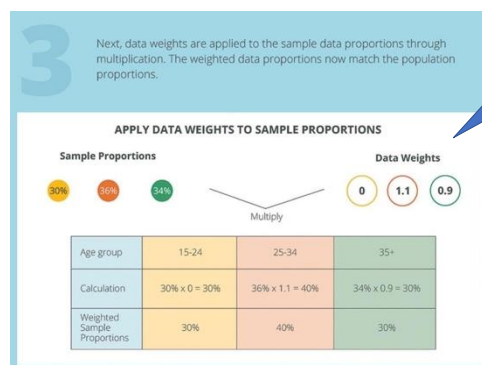 3
Next, data weights are applied to the sample data proportions through
multiplication. The weighted data proportions now match the population
proportions.
APPLY DATA WEIGHTS TO SAMPLE PROPORTIONS
Sample Proportions
Data Weights
30% 36% 34%
0 1.1 0.9
Multiply
Age group 15-24 25-34 35+
Calculation 30% x 0 = 30% 36% x 1.1 = 40% 34% x 0.9 = 30%
Weighted
Sample
Proportions
30% 40% 30%